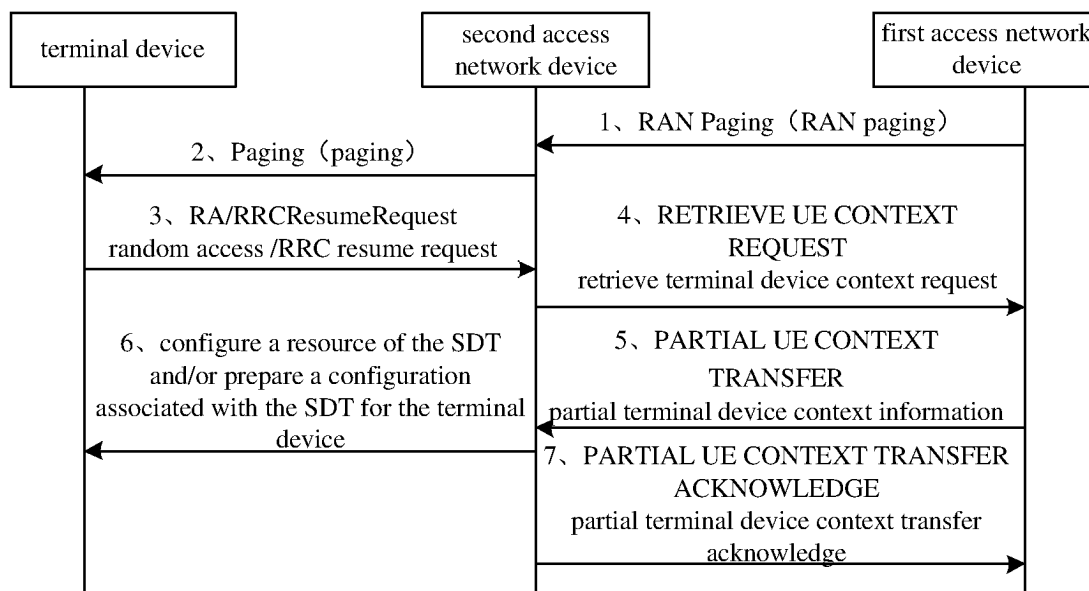 terminal device
second access
network device
first access network
device
1、RAN Paging（RAN paging）
2、Paging（paging）
3、RA/RRCResumeRequest
random access /RRC resume request
4、RETRIEVE UE CONTEXT
REQUEST
retrieve terminal device context request
5、PARTIAL UE CONTEXT
TRANSFER
partial terminal device context information
6、configure a resource of the SDT
and/or prepare a configuration
associated with the SDT for the terminal
device
7、PARTIAL UE CONTEXT TRANSFER
ACKNOWLEDGE
partial terminal device context transfer
acknowledge